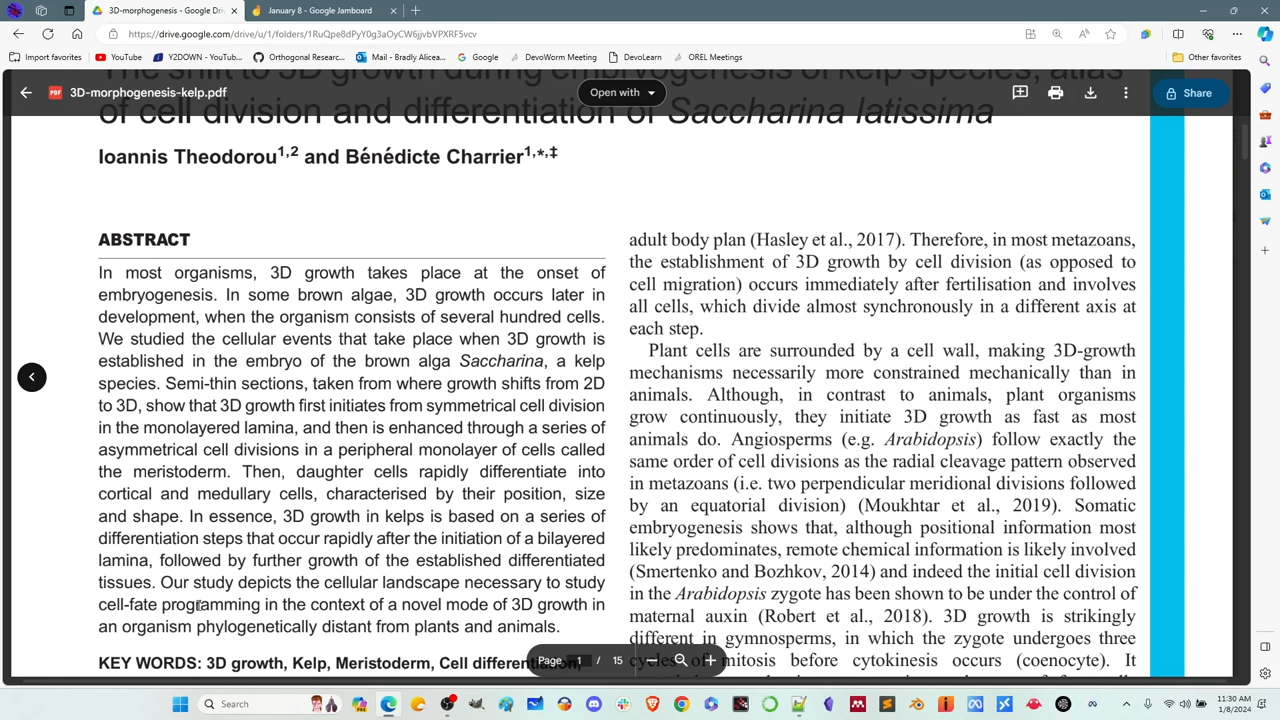 3D-morphogenesis - Google Driv
January 8 - Google Jamboard
https://drive.google.com/drive/u/1/folders/1RuQpe8dPyY0g3aOyCW6jjvbVPXRF5vcv
Import favorites
YouTube
Y2DOWN - YouTub...
Orthogonal Researc...
Mail - Bradly Alicea...
Google
DevoWorm Meeting
DevoLearn
OREL Meetings
Other favorites
The shift to 3D growth during embryogenesis of kelp species, atlas
3D-morphogenesis-kelp.pdf
Open with
Share
of cell division and differentiation of Saccharina latissima
Ioannis Theodorou1,2 and Bénédicte Charrier1,*,‡
ABSTRACT
In most organisms, 3D growth takes place at the onset of
embryogenesis. In some brown algae, 3D growth occurs later in
development, when the organism consists of several hundred cells.
We studied the cellular events that take place when 3D growth is
established in the embryo of the brown alga Saccharina, a kelp
species. Semi-thin sections, taken from where growth shifts from 2D
to 3D, show that 3D growth first initiates from symmetrical cell division
in the monolayered lamina, and then is enhanced through a series of
asymmetrical cell divisions in a peripheral monolayer of cells called
the meristoderm. Then, daughter cells rapidly differentiate into
cortical and medullary cells, characterised by their position, size
and shape. In essence, 3D growth in kelps is based on a series of
differentiation steps that occur rapidly after the initiation of a bilayered
lamina, followed by further growth of the established differentiated
tissues. Our study depicts the cellular landscape necessary to study
cell-fate programming in the context of a novel mode of 3D growth in
an organism phylogenetically distant from plants and animals.
KEY WORDS: 3D growth, Kelp, Meristoderm, Cell differentiation,
adult body plan (Hasley et al., 2017). Therefore, in most metazoans,
the establishment of 3D growth by cell division (as opposed to
cell migration) occurs immediately after fertilisation and involves
all cells, which divide almost synchronously in a different axis at
each step.
Plant cells are surrounded by a cell wall, making 3D-growth
mechanisms necessarily more constrained mechanically than in
animals. Although, in contrast to animals, plant organisms
grow continuously, they initiate 3D growth as fast as most
animals do. Angiosperms (e.g. Arabidopsis) follow exactly the
same order of cell divisions as the radial cleavage pattern observed
in metazoans (i.e. two perpendicular meridional divisions followed
by an equatorial division) (Moukhtar et al., 2019). Somatic
embryogenesis shows that, although positional information most
likely predominates, remote chemical information is likely involved
(Smertenko and Bozhkov, 2014) and indeed the initial cell division
in the Arabidopsis zygote has been shown to be under the control of
maternal auxin (Robert et al., 2018). 3D growth is strikingly
different in gymnosperms, in which the zygote undergoes three
cycles of mitosis before cytokinesis occurs (coenocyte). It
Page 1 / 15
Search
11:30 AM
1/8/2024